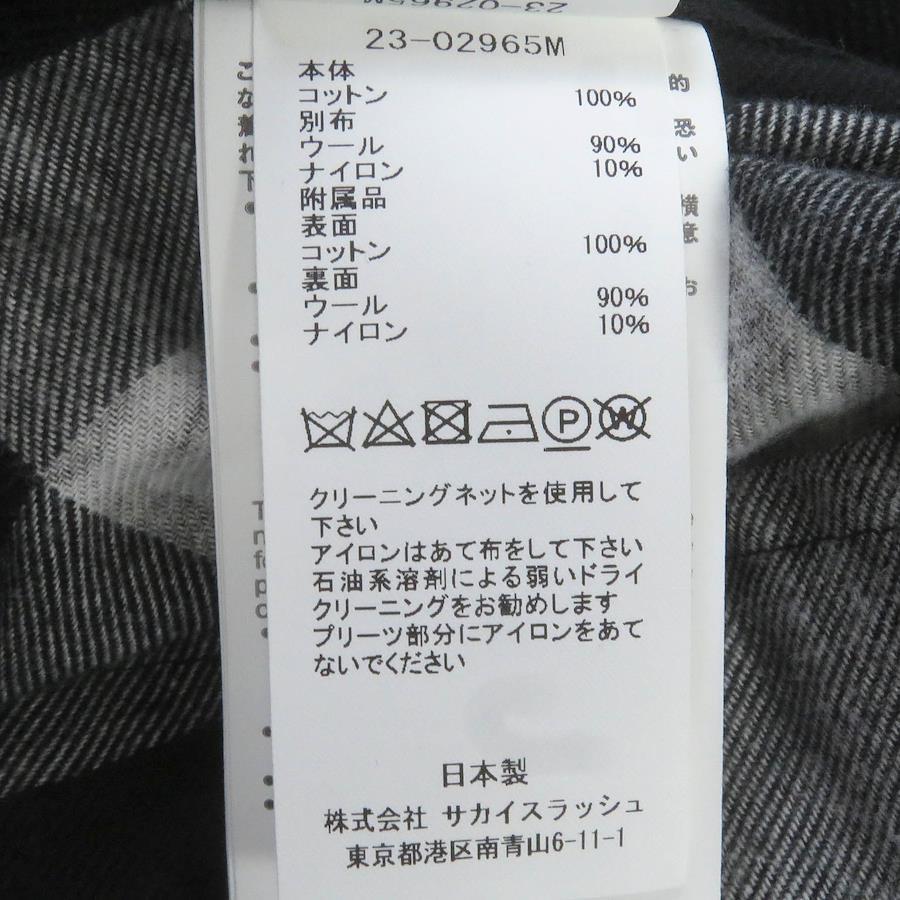 23-02965M
23-02965M
本体
コットン 100%
別布
ウール 90%
ナイロン 10%
附属品
表面
コットン 100%
裏面
ウール 90%
ナイロン 10%
P W
クリーニングネットを使用して
下さい
アイロンはあて布をして下さい
石油系溶剤による弱いドライ
クリーニングをお勧めします
プリーツ部分にアイロンをあて
ないでください
日本製
株式会社 サカイスラッシュ
東京都港区南青山6-11-1